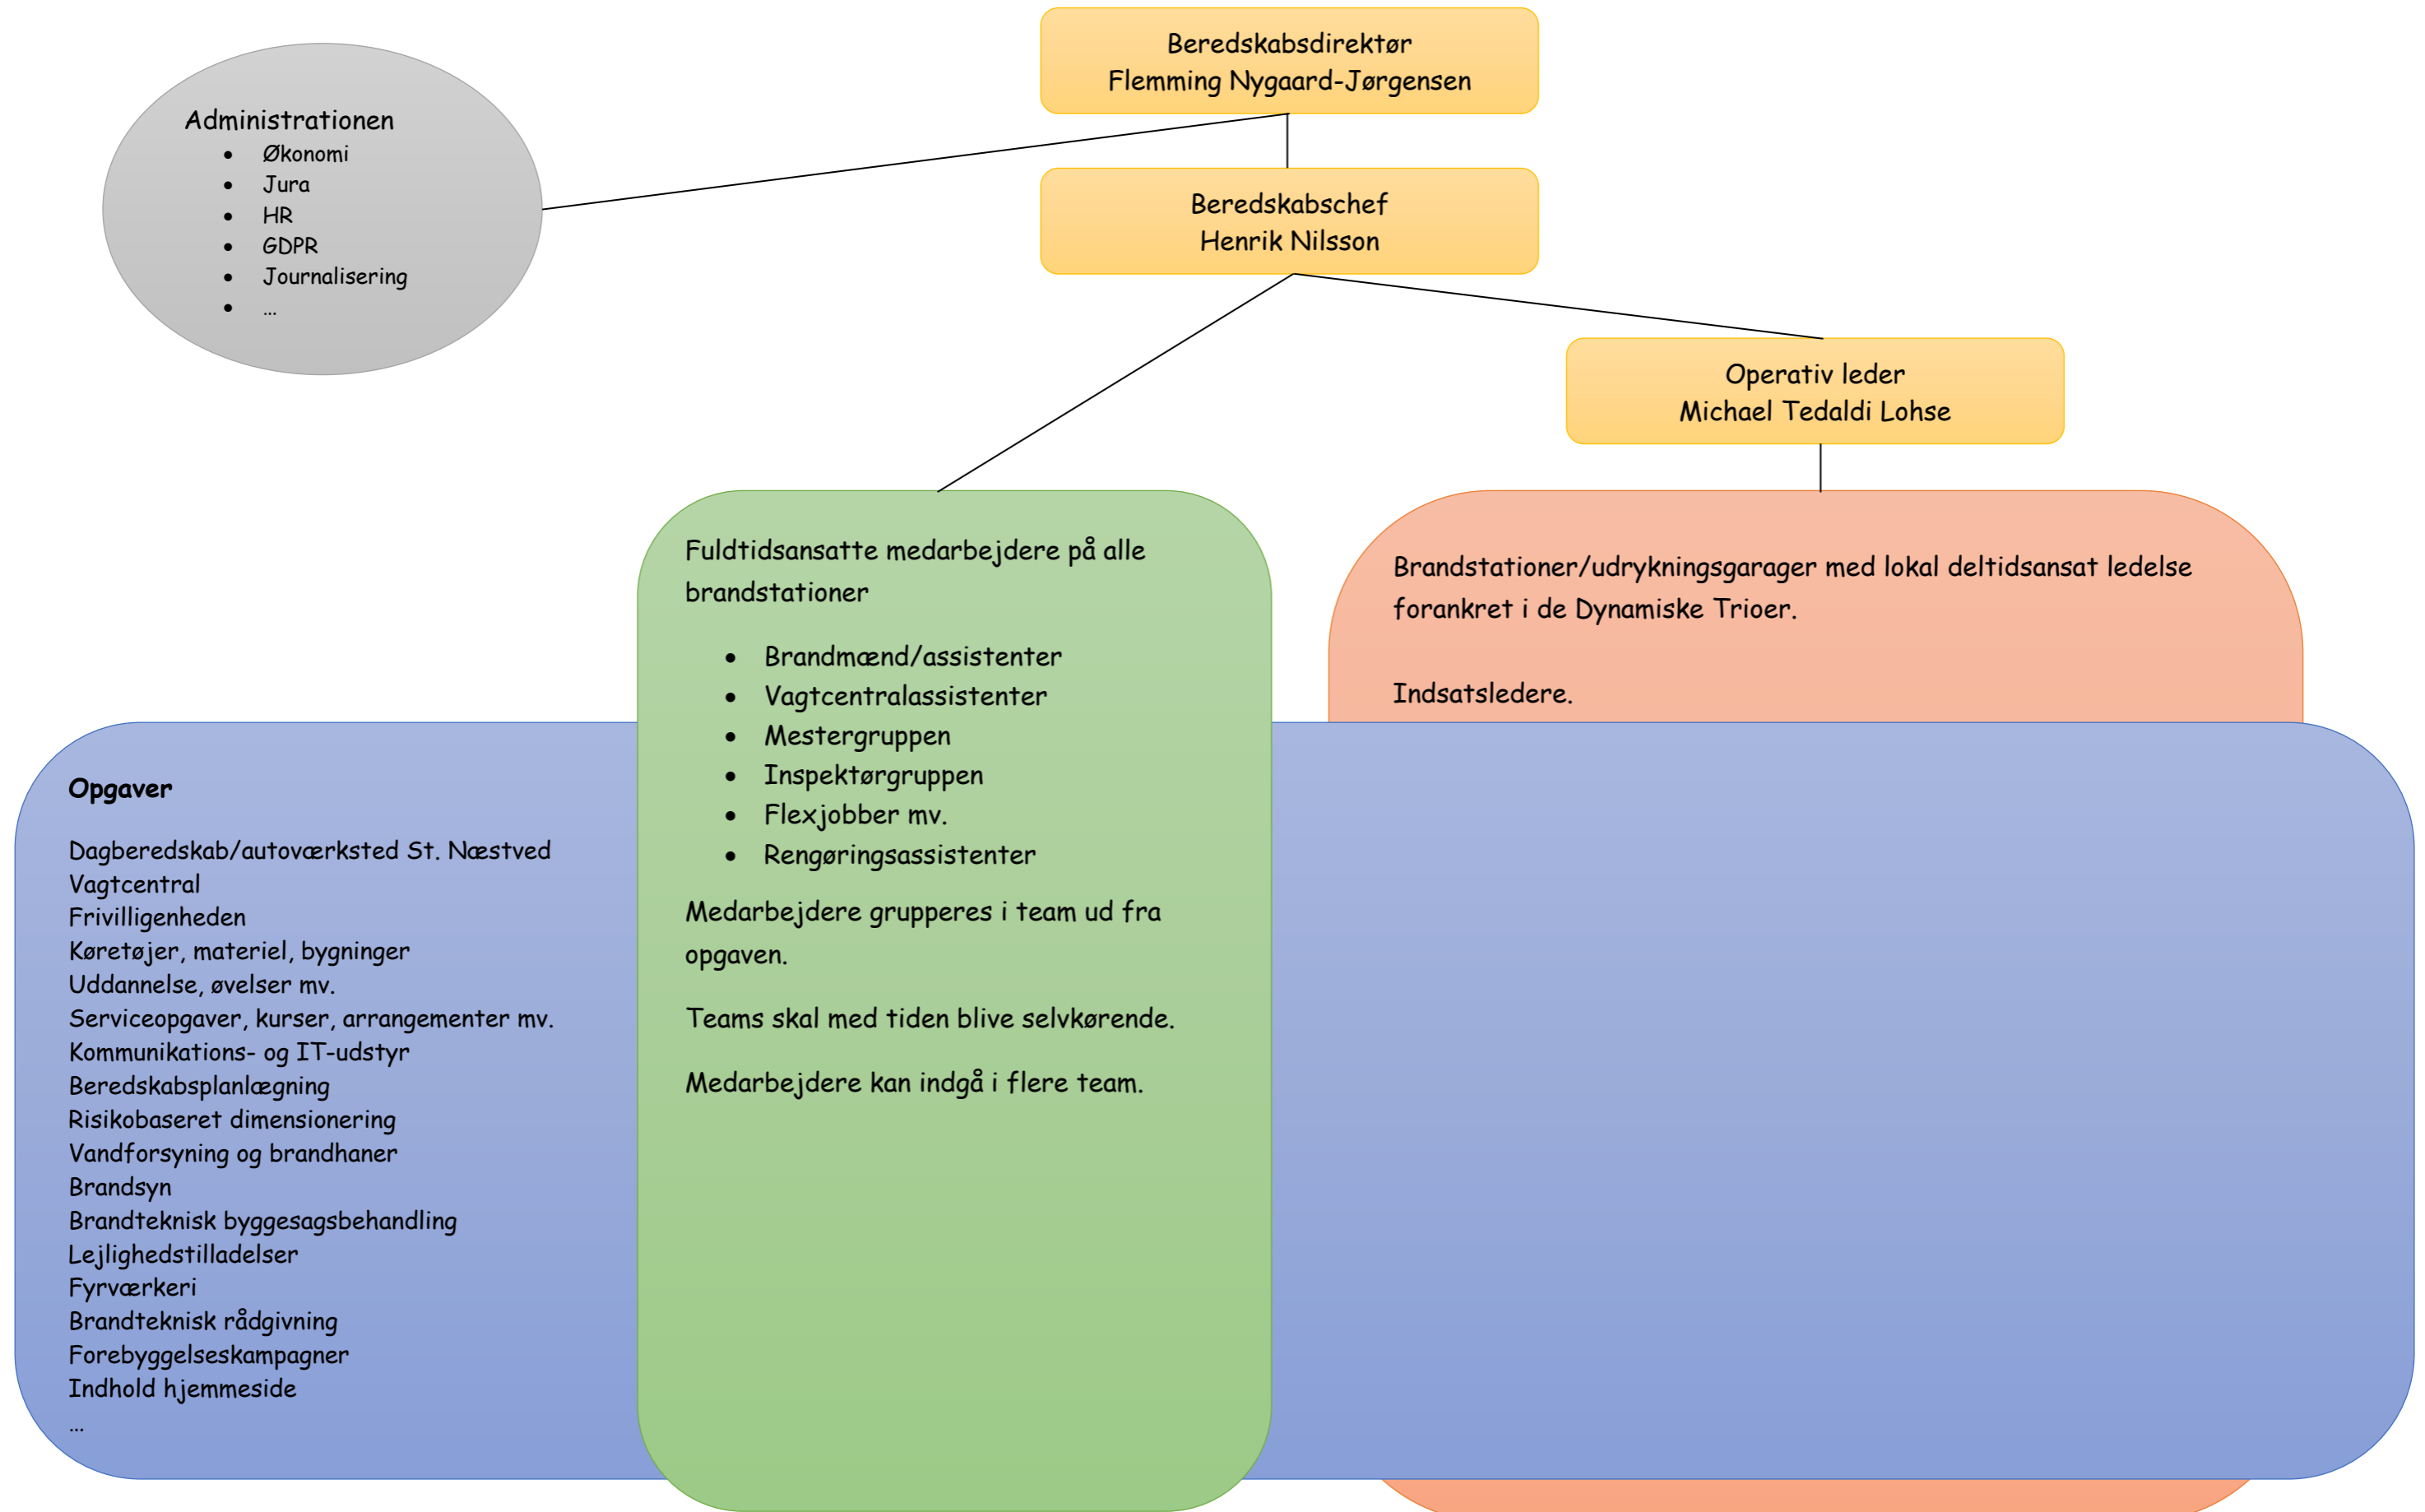 Beredskabsdirektør
Flemming Nygaard-Jørgensen
Administrationen
• Økonomi
• Jura
• HR
• GDPR
• Journalisering
• …
Beredskabschef
Henrik Nilsson
Operativ leder
Michael Tedaldi Lohse
Fuldtidsansatte medarbejdere på alle
brandstationer
• Brandmænd/assistenter
• Vagtcentralassistenter
• Mestergruppen
• Inspektørgruppen
• Flexjobber mv.
• Rengøringsassistenter
Medarbejdere grupperes i team ud fra
opgaven.
Teams skal med tiden blive selvkørende.
Medarbejdere kan indgå i flere team.
Brandstationer/udrykningsgarager med lokal deltidsansat ledelse
forankret i de Dynamiske Trioer.
Indsatsledere.
Opgaver
Dagberedskab/autoværksted St. Næstved
Vagtcentral
Frivilligenheden
Køretøjer, materiel, bygninger
Uddannelse, øvelser mv.
Serviceopgaver, kurser, arrangementer mv.
Kommunikations- og IT-udstyr
Beredskabsplanlægning
Risikobaseret dimensionering
Vandforsyning og brandhaner
Brandsyn
Brandteknisk byggesagsbehandling
Lejlighedstilladelser
Fyrværkeri
Brandteknisk rådgivning
Forebyggelseskampagner
Indhold hjemmeside
…